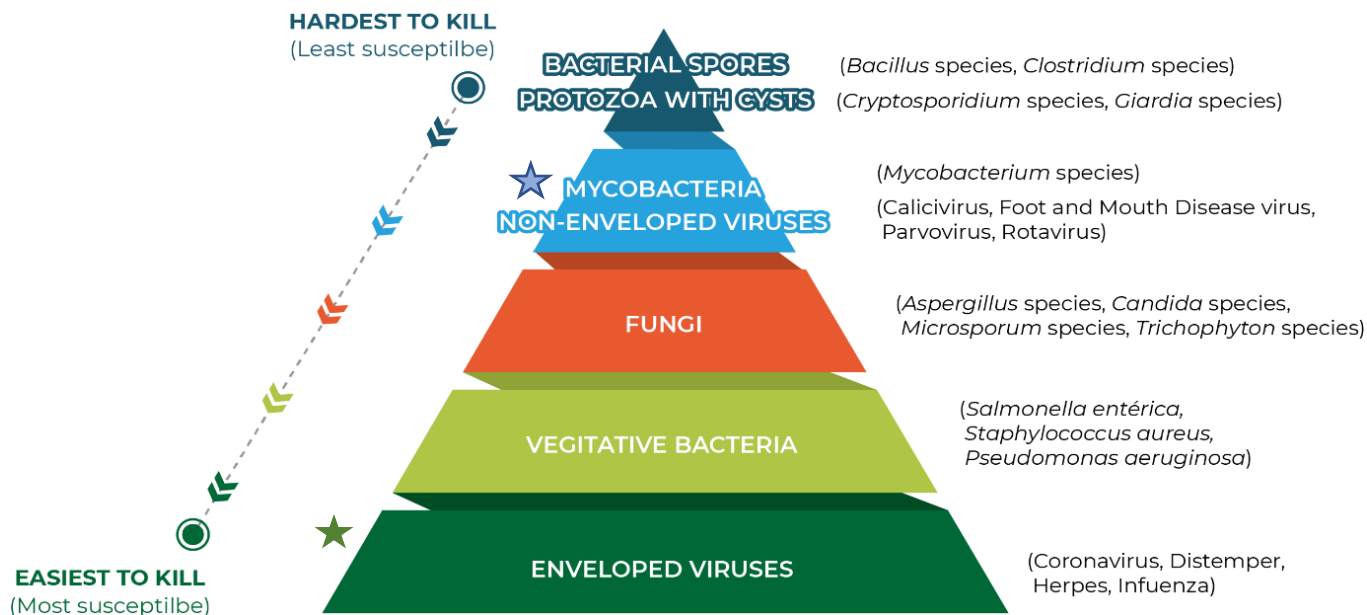 HARDEST TO KILL
(Least susceptilbe)
BACTERIAL SPORES
(Bacillus species, Clostridium species)
PROTOZOA WITH CYSTS
(Cryptosporidium species, Giardia species)
MYCOBACTERIA
(Mycobacterium species)
NON-ENVELOPED VIRUSES
(Calicivirus, Foot and Mouth Disease virus,
Parvovirus, Rotavirus)
FUNGI
(Aspergillus species, Candida species,
Microsporum species, Trichophyton species)
VEGITATIVE BACTERIA
(Salmonella entérica,
Staphylococcus aureus,
Pseudomonas aeruginosa)
ENVELOPED VIRUSES
(Coronavirus, Distemper,
Herpes, Infuenza)
EASIEST TO KILL
(Most susceptilbe)